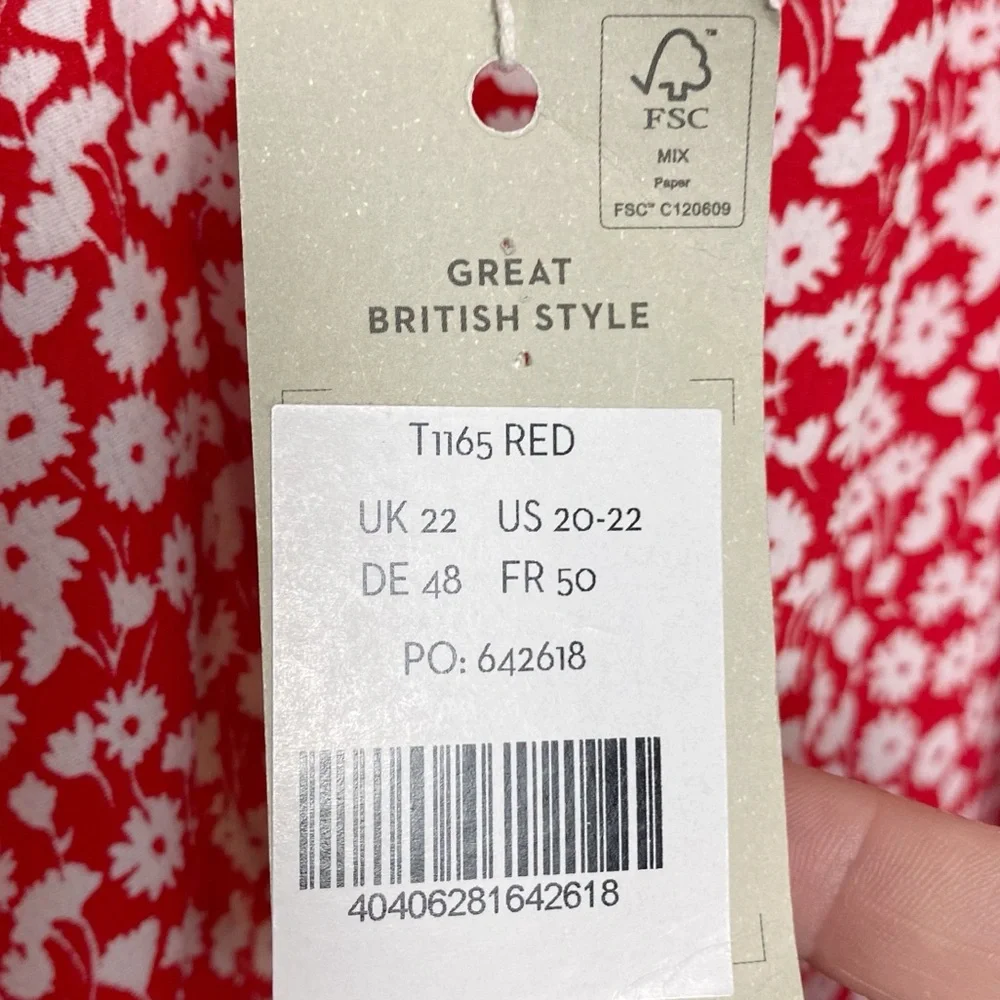 FSC™
MIX
Paper
FSC™ C120609
GREAT
BRITISH STYLE
T1165 RED
UK 22 US 20-22
DE 48 FR 50
PO: 642618
40406281642618